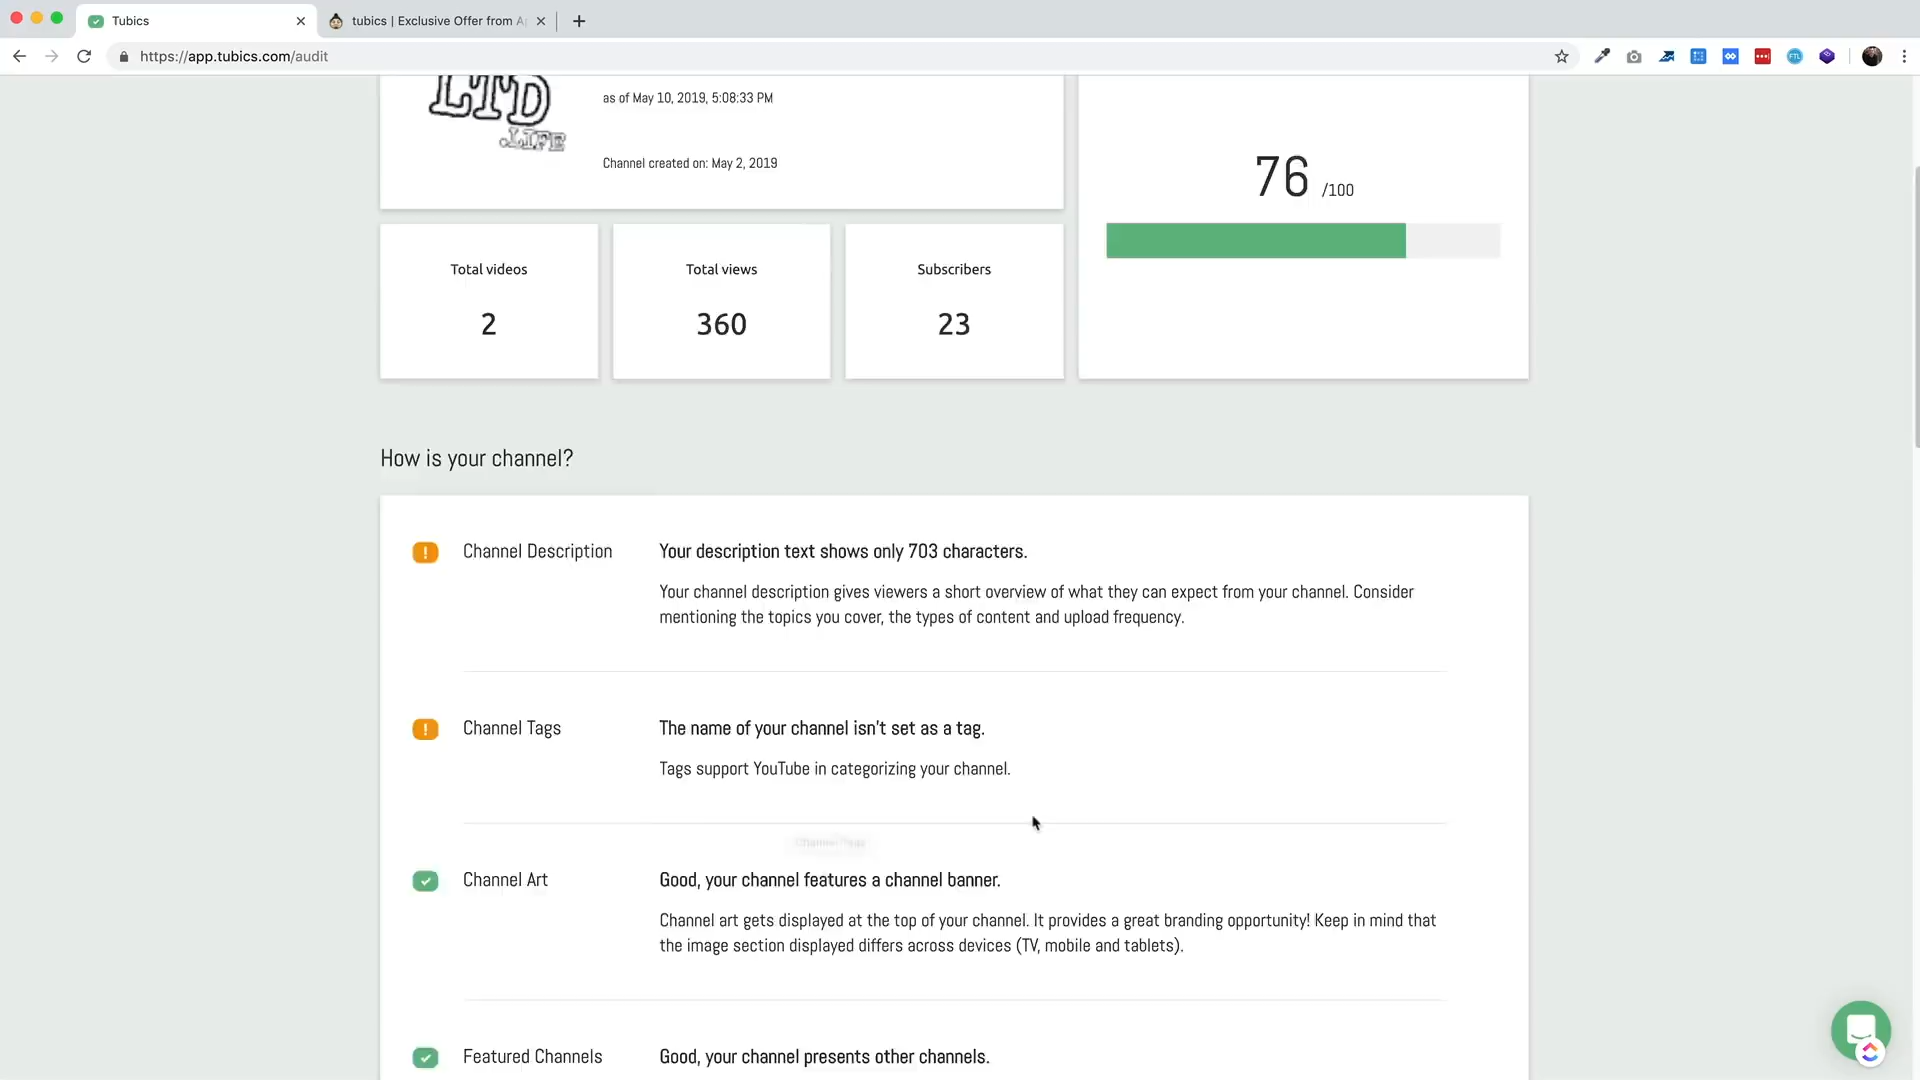 Tubics
tubics | Exclusive Offer from Ap
https://app.tubics.com/audit
LTD
.LIFE
as of May 10, 2019, 5:08:33 PM
Channel created on: May 2, 2019
76 /100
Total videos
2
Total views
360
Subscribers
23
How is your channel?
Channel Description
Your description text shows only 703 characters.
Your channel description gives viewers a short overview of what they can expect from your channel. Consider
mentioning the topics you cover, the types of content and upload frequency.
Channel Tags
The name of your channel isn't set as a tag.
Tags support YouTube in categorizing your channel.
Channel Tags
Channel Art
Good, your channel features a channel banner.
Channel art gets displayed at the top of your channel. It provides a great branding opportunity! Keep in mind that
the image section displayed differs across devices (TV, mobile and tablets).
Featured Channels
Good, your channel presents other channels.